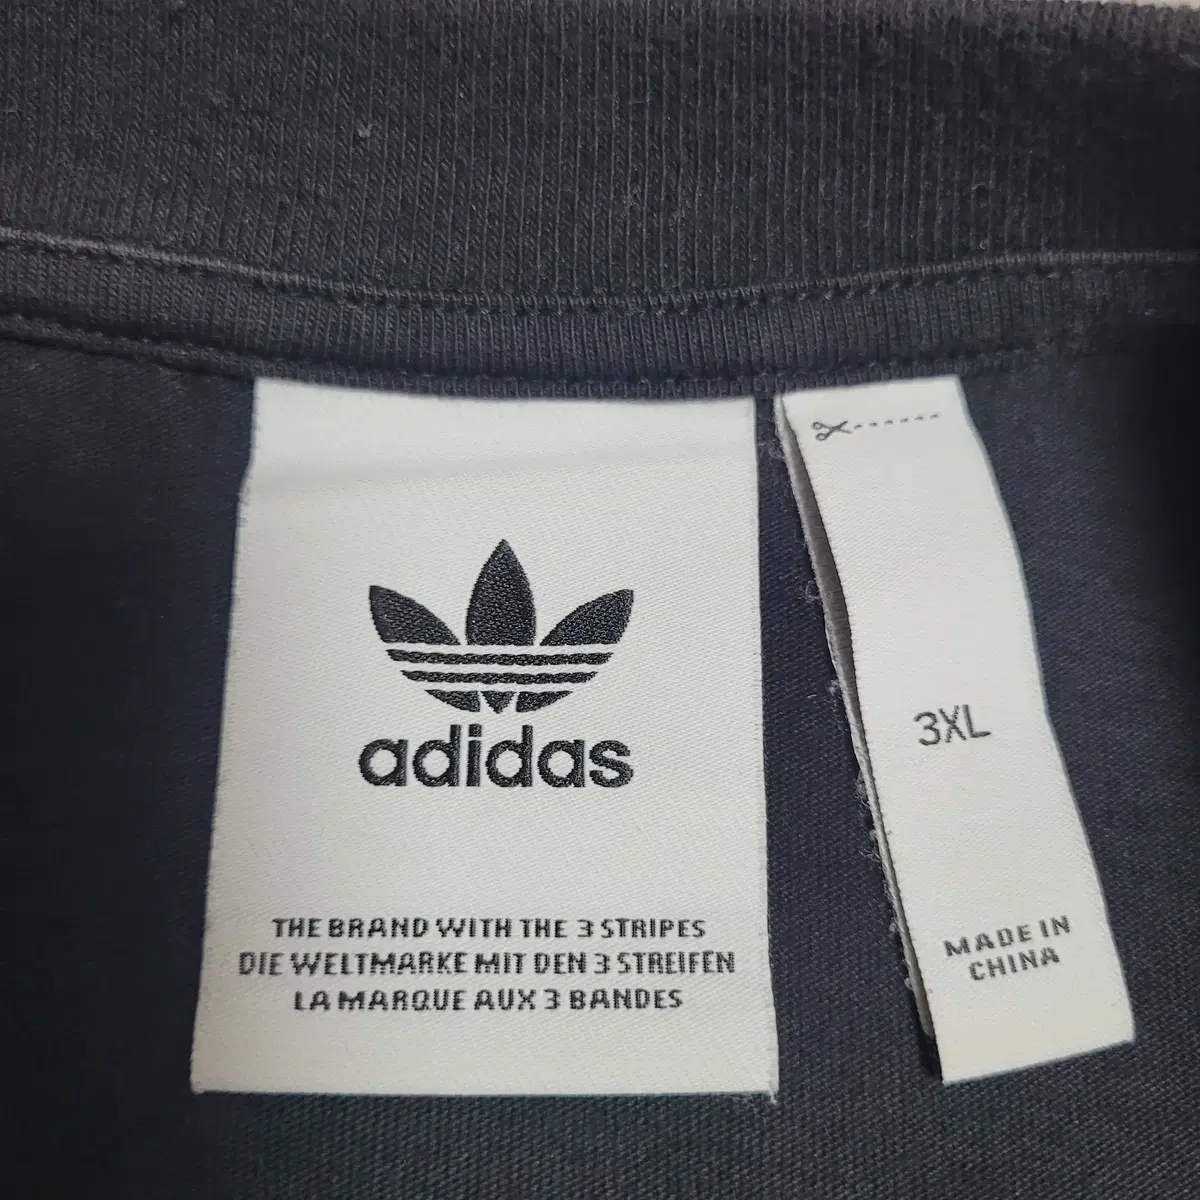 adidas
THE BRAND WITH THE 3 STRIPES
DIE WELTMARKE MIT DEN 3 STREIFEN
LA MARQUE AUX 3 BANDES
3XL
MADE IN
CHINA